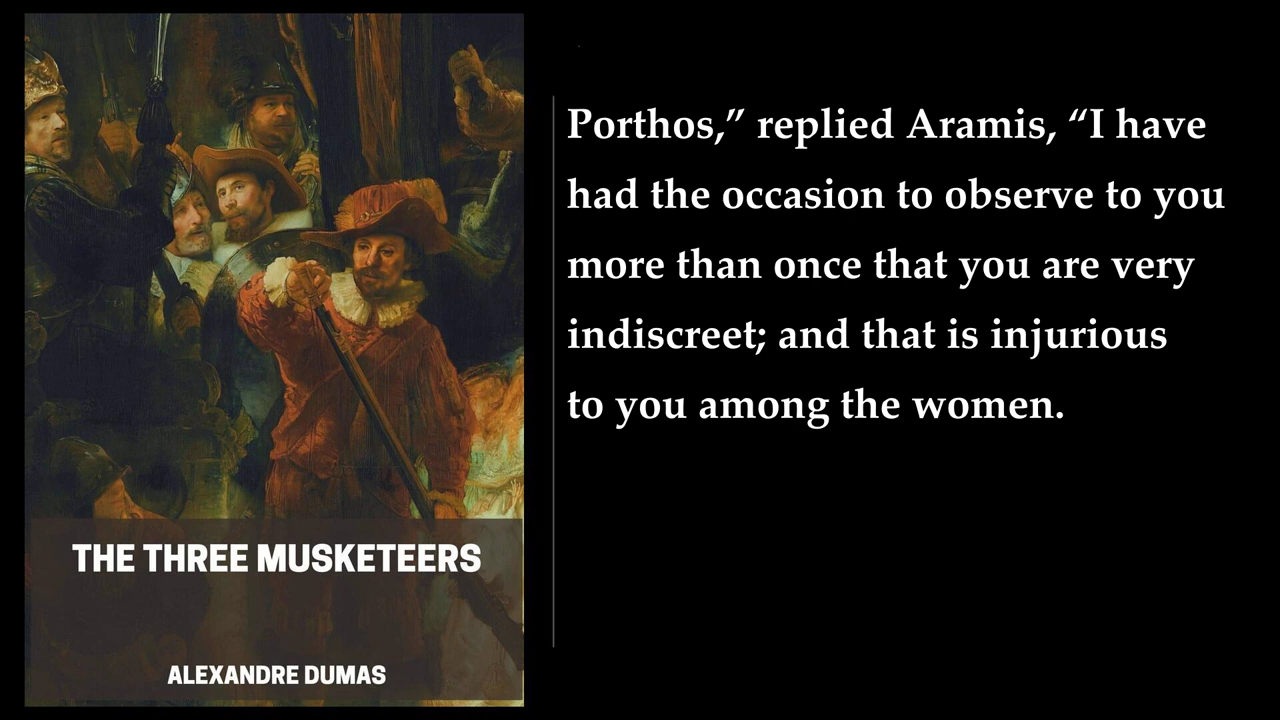 THE THREE MUSKETEERS
ALEXANDRE DUMAS
Porthos,” replied Aramis, “I have
had the occasion to observe to you
more than once that you are very
indiscreet; and that is injurious
to you among the women.